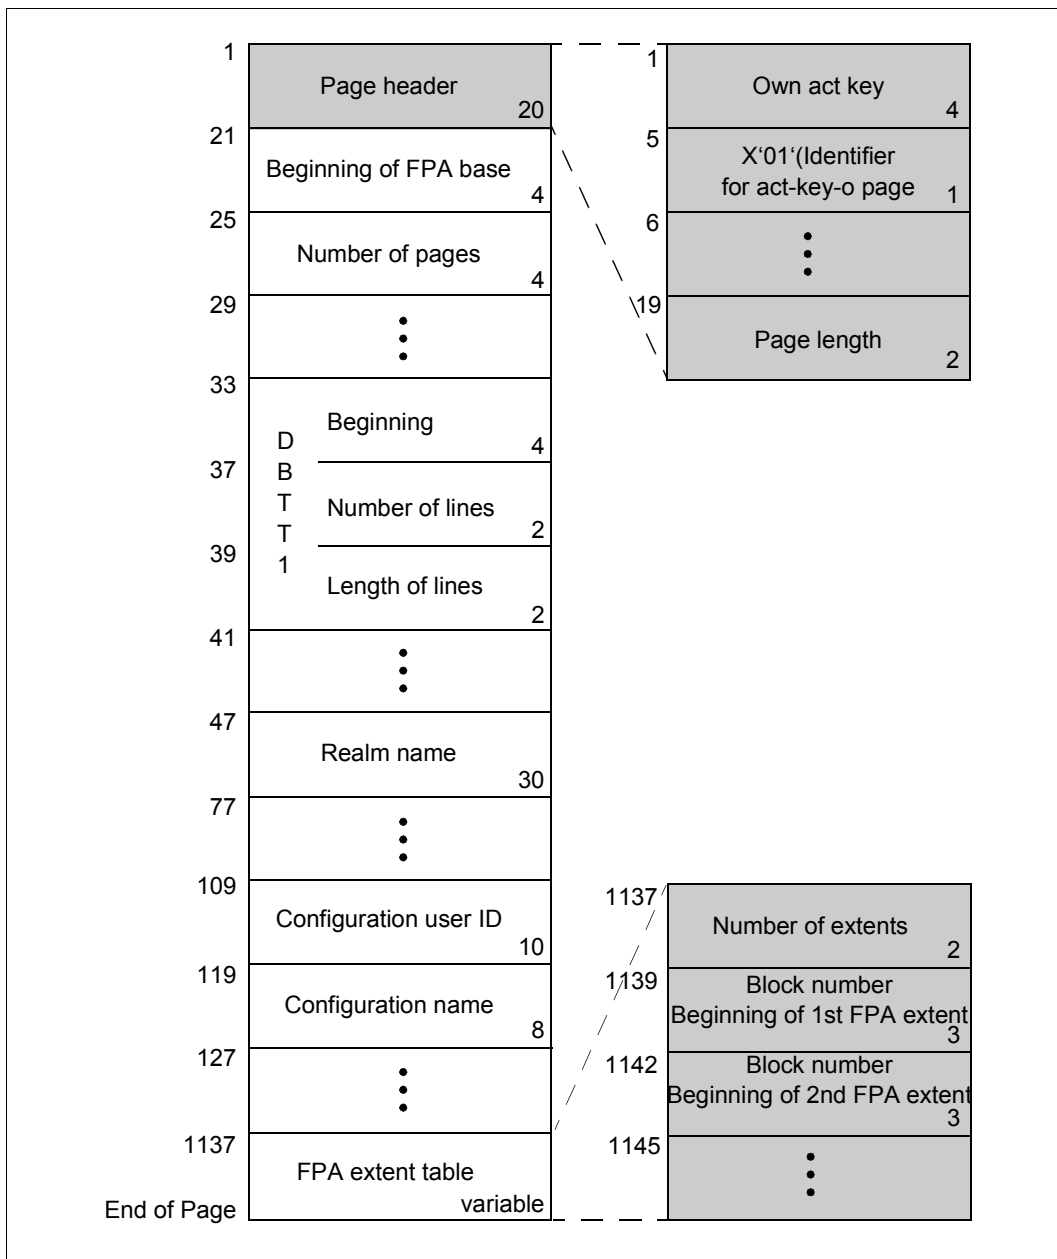 1
Page header
20
21
Beginning of FPA base
4
25
Number of pages
4
29
33
D
B
T
T
1
Beginning
4
37
Number of lines
2
39
Length of lines
2
41
47
Realm name
30
77
109
Configuration user ID
10
119
Configuration name
8
127
1137
FPA extent table
variable
End of Page
1
Own act key
4
5
X‘01‘(Identifier
for act-key-o page
1
6
19
Page length
2
1137
Number of extents
2
1139
Block number
Beginning of 1st FPA extent
3
1142
Block number
Beginning of 2nd FPA extent
3
1145